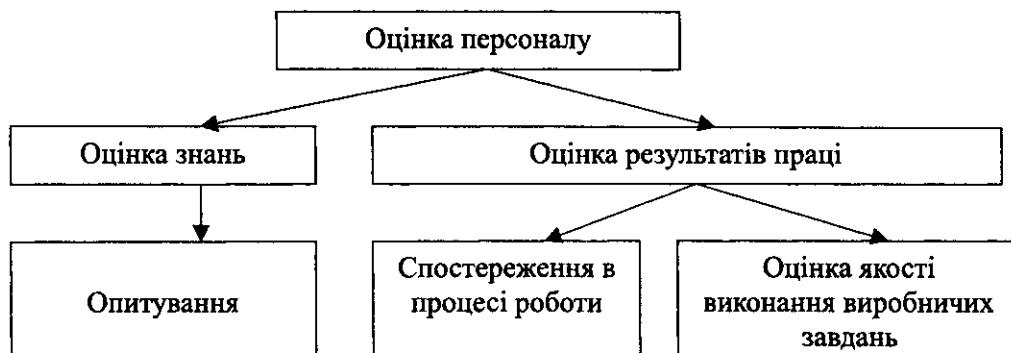 Оцінка персоналу
Оцінка знань
Оцінка результатів праці
Опитування
Спостереження в
процесі роботи
Оцінка якості
виконання виробничих
завдань